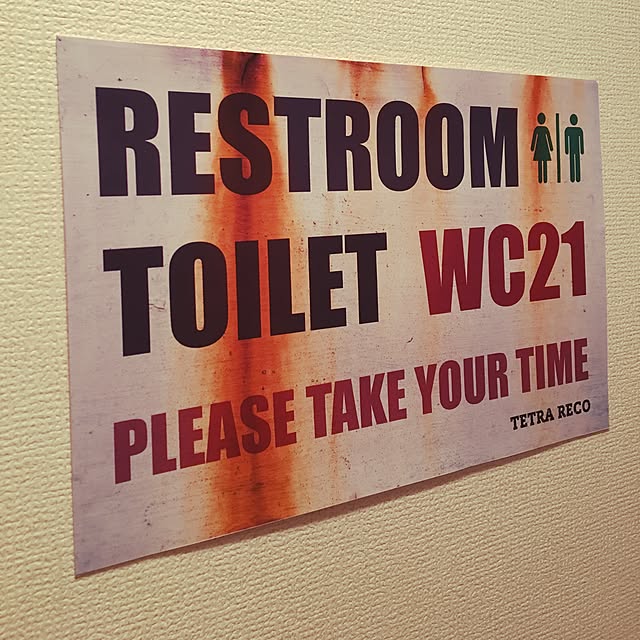 RESTROOM
TOILET WC21
PLEASE TAKE YOUR TIME
TETRA RECO